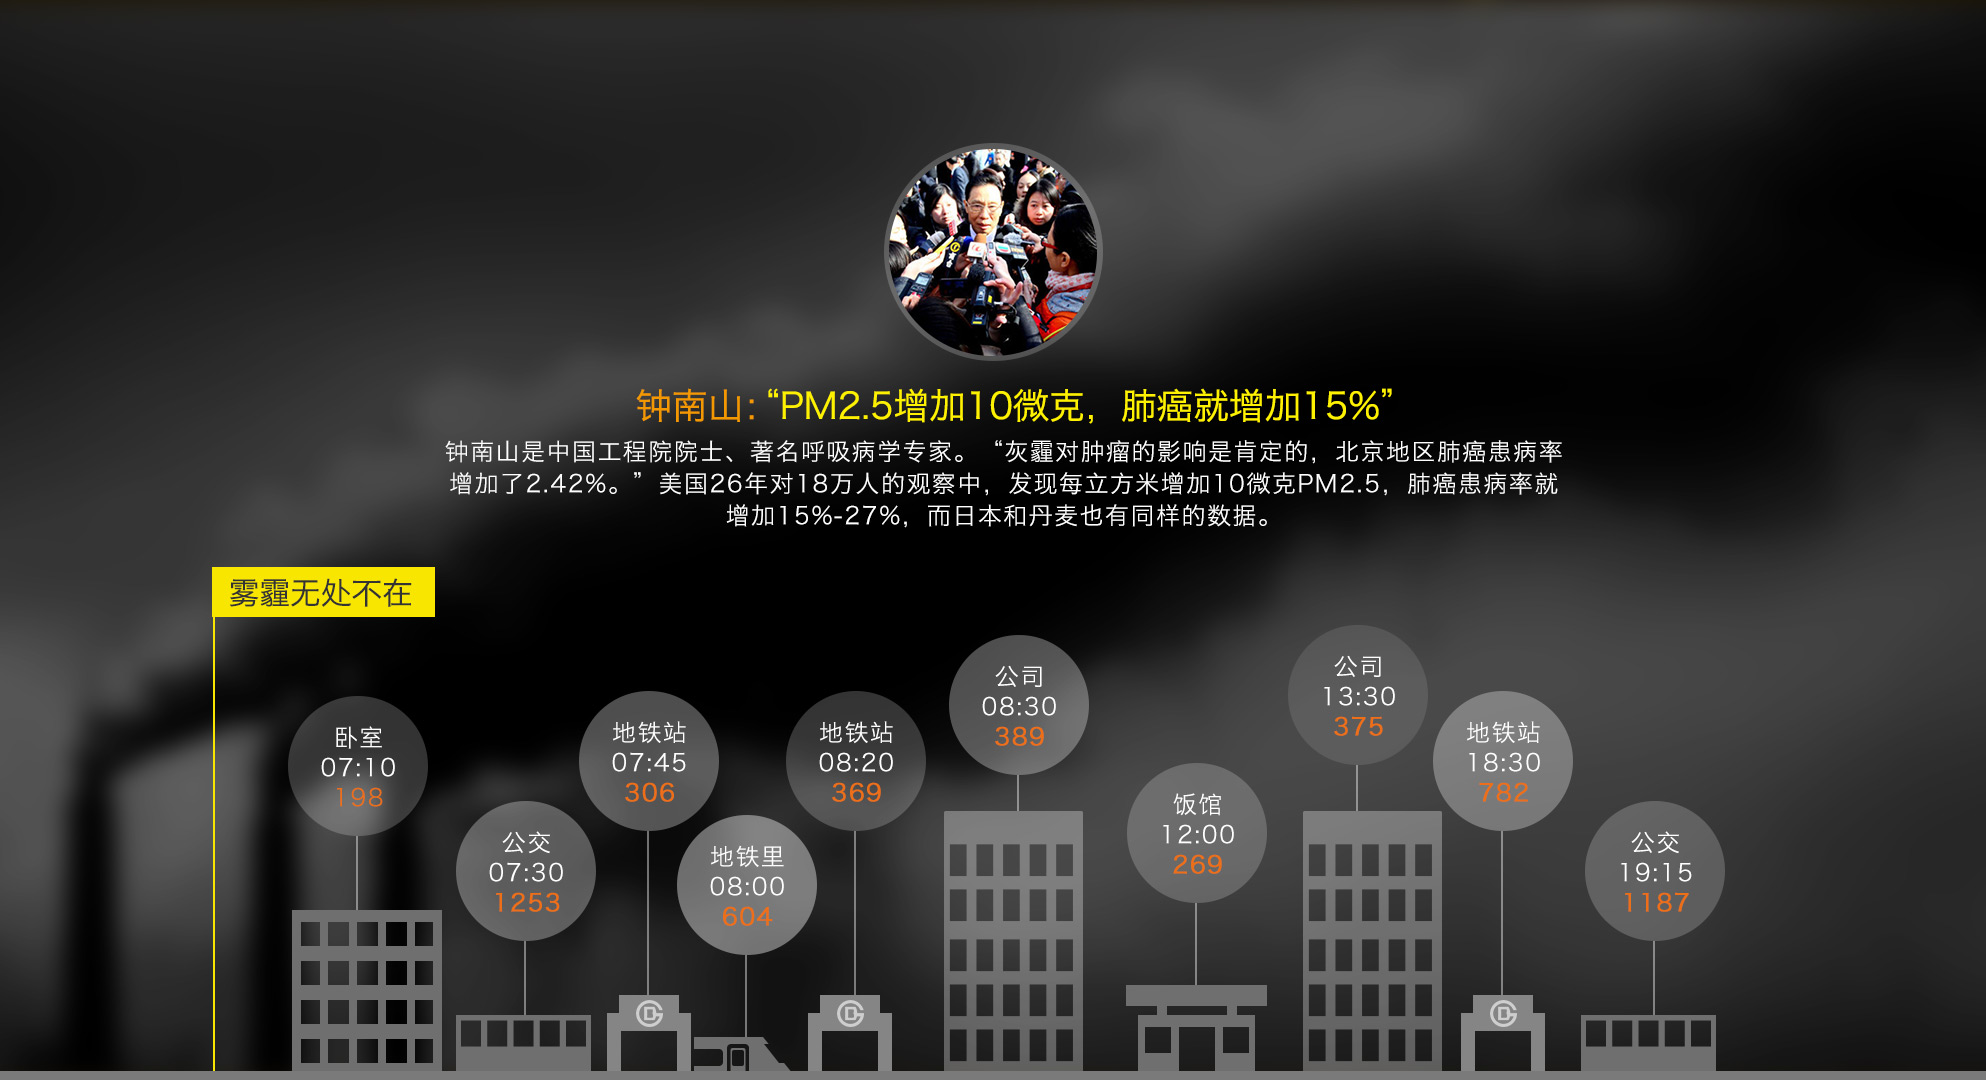 钟南山：“PM2.5增加10微克，肺癌就增加15%”
钟南山是中国工程院院士、著名呼吸病学专家。“灰霾对肿瘤的影响是肯定的，北京地区肺癌患病率
增加了2.42%。”美国26年对18万人的观察中，发现每立方米增加10微克PM2.5，肺癌患病率就
增加15%-27%，而日本和丹麦也有同样的数据。
雾霾无处不在
卧室
07:10
198
公交
07:30
1253
地铁站
07:45
306
地铁里
08:00
604
地铁站
08:20
369
公司
08:30
389
饭馆
12:00
269
公司
13:30
375
地铁站
18:30
782
公交
19:15
1187